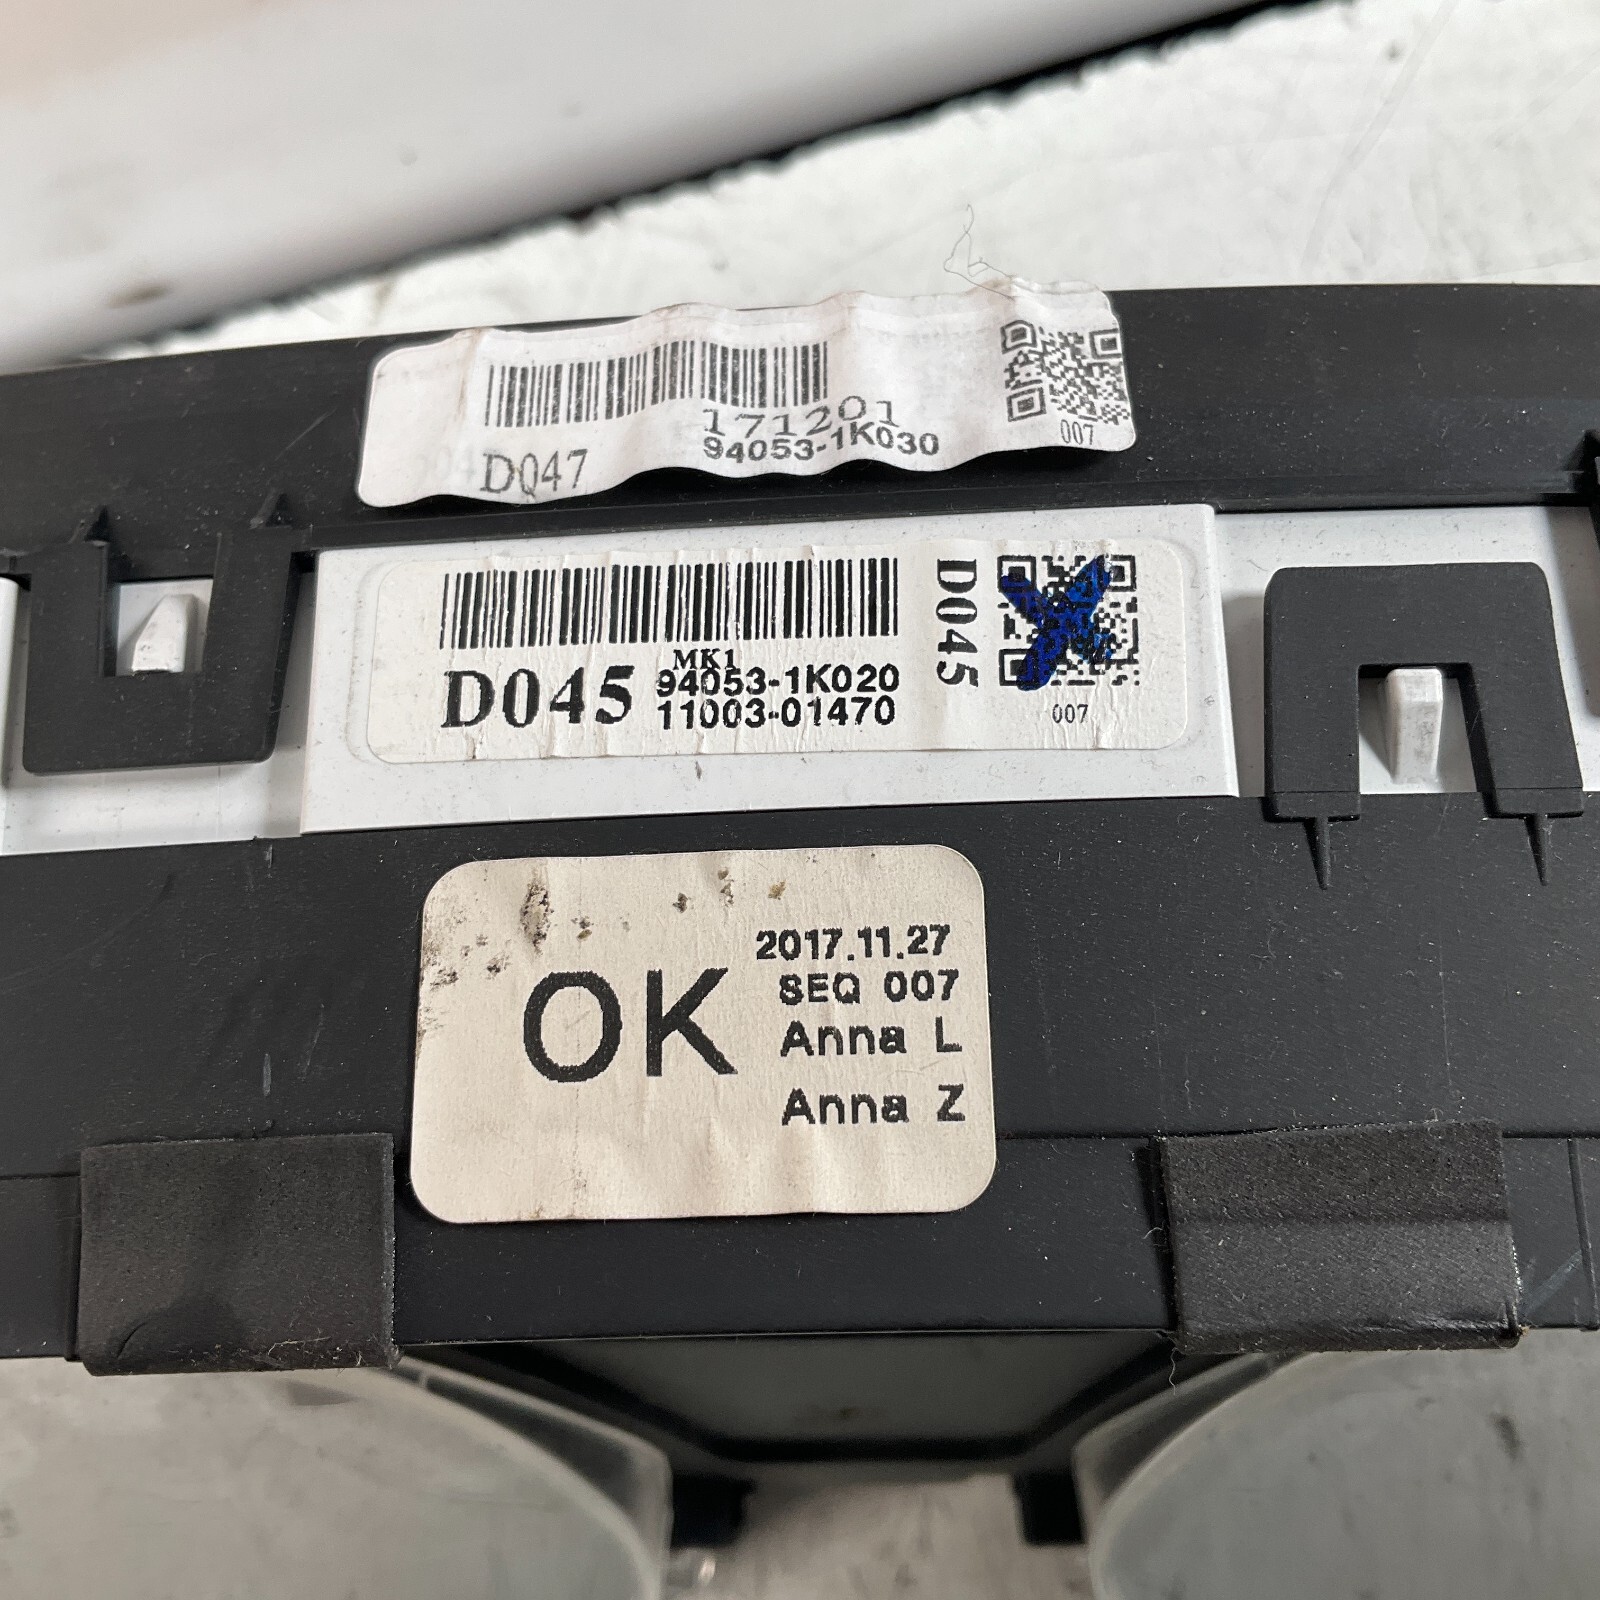 171201
94053-1K030
D047
007
MK1
D045
94053-1K020
11003-01470
D045
007
OK
2017.11.27
SEQ 007
Anna L
Anna Z